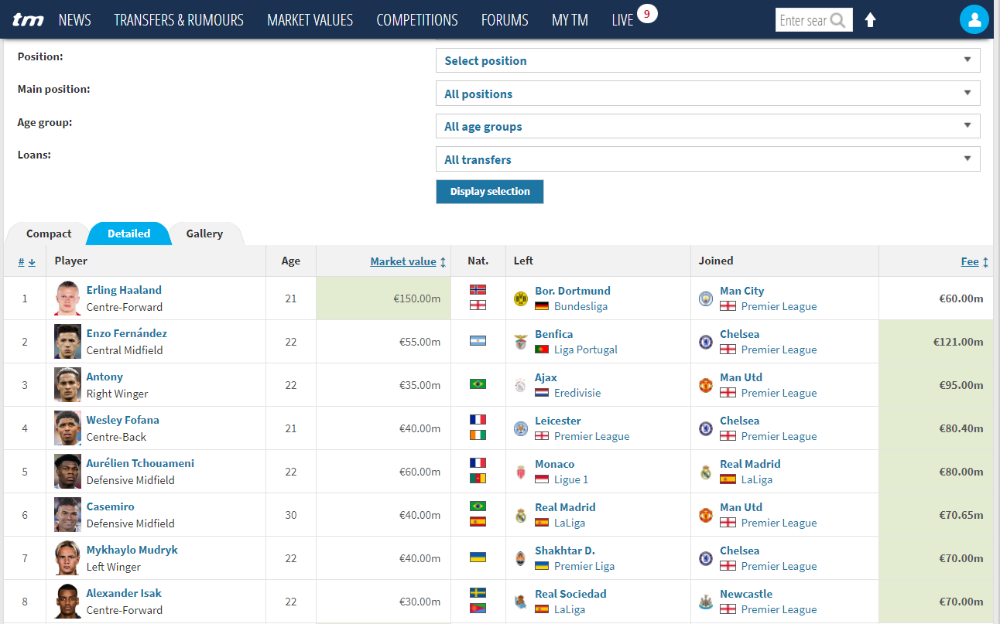 tm NEWS TRANSFERS & RUMOURS MARKET VALUES COMPETITIONS FORUMS MY TM LIVE 9 Enter sear
Position: Select position
Main position: All positions
Age group: All age groups
Loans: All transfers
Display selection
Compact Detailed Gallery
# Player Age Market value Nat. Left Joined Fee
1 Erling Haaland Centre-Forward 21 €150.00m Bor. Dortmund Bundesliga Man City Premier League €60.00m
2 Enzo Fernández Central Midfield 22 €55.00m Benfica Liga Portugal Chelsea Premier League €121.00m
3 Antony Right Winger 22 €35.00m Ajax Eredivisie Man Utd Premier League €95.00m
4 Wesley Fofana Centre-Back 21 €40.00m Leicester Premier League Chelsea Premier League €80.40m
5 Aurélien Tchouameni Defensive Midfield 22 €60.00m Monaco Ligue 1 Real Madrid LaLiga €80.00m
6 Casemiro Defensive Midfield 30 €40.00m Real Madrid LaLiga Man Utd Premier League €70.65m
7 Mykhaylo Mudryk Left Winger 22 €40.00m Shakhtar D. Premier Liga Chelsea Premier League €70.00m
8 Alexander Isak Centre-Forward 22 €30.00m Real Sociedad LaLiga Newcastle Premier League €70.00m